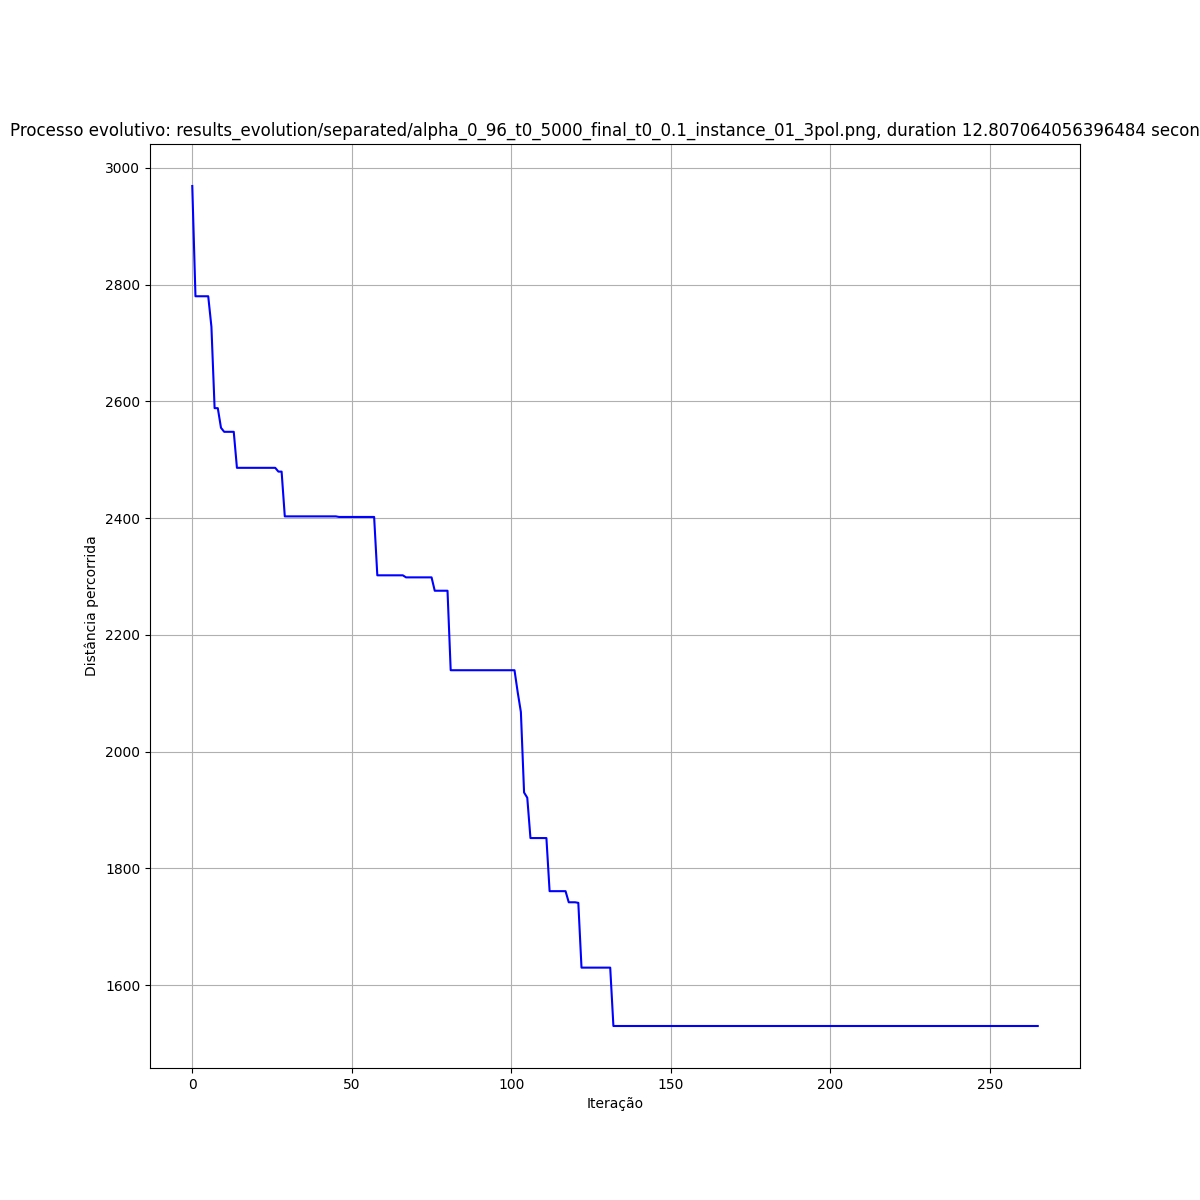 Processo evolutivo: results_evolution/separated/alpha_0_96_t0_5000_final_t0_0.1_instance_01_3pol.png, duration 12.807064056396484 secon
3000
2800
2600
2400
2200
2000
1800
1600
Distância percorrida
0 50 100 150 200 250
Iteração